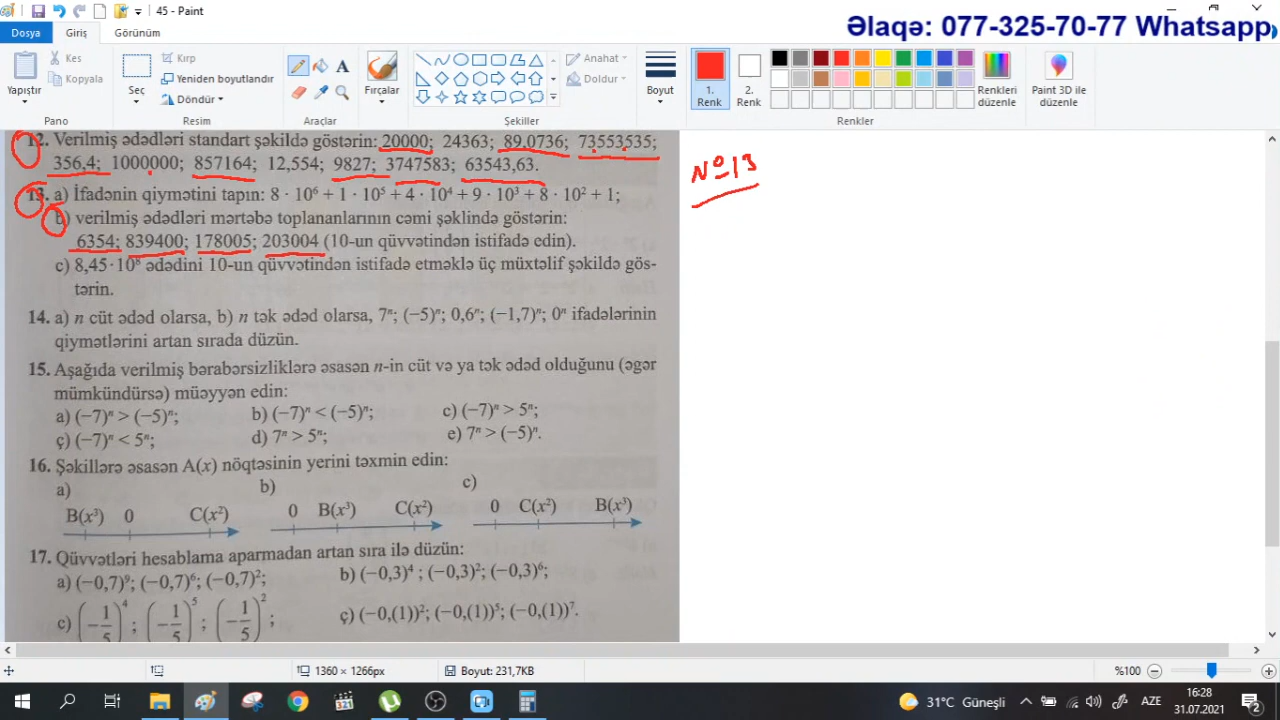 45 - Paint
Əlaqə: 077-325-70-77 Whatsapp
Dosya Giriş Görünüm
Kes
Kopyala
Yapıştır
Pano
Seç
Kırp
Yeniden boyutlandır
Döndür
Resim
A
Araçlar
Fırçalar
Anahat
Doldur
Şekiller
Boyut
1. Renk
2. Renk
Renkleri düzenle
Paint 3D ile düzenle
Renkler
12. Verilmiş ədədləri standart şəkildə göstərin: 20000; 24363; 89,0736; 73553535;
356,4; 1000000; 857164; 12,554; 9827; 3747583; 63543,63.
13. a) İfadənin qiymətini tapın: 8 · 10⁶ + 1 · 10⁵ + 4 · 10⁴ + 9 · 10³ + 8 · 10² + 1;
b) verilmiş ədədləri mərtəbə toplananlarının cəmi şəklində göstərin:
6354; 839400; 178005; 203004 (10-un qüvvətindən istifadə edin).
c) 8,45·10⁸ ədədini 10-un qüvvətindən istifadə etməklə üç müxtəlif şəkildə gös-
tərin.
14. a) n cüt ədəd olarsa, b) n tək ədəd olarsa, 7ⁿ; (−5)ⁿ; 0,6ⁿ; (−1,7)ⁿ; 0ⁿ ifadələrinin
qiymətlərini artan sırada düzün.
15. Aşağıda verilmiş bərabərsizliklərə əsasən n-in cüt və ya tək ədəd olduğunu (əgər
mümkündürsə) müəyyən edin:
a) (−7)ⁿ > (−5)ⁿ; b) (−7)ⁿ < (−5)ⁿ; c) (−7)ⁿ > 5ⁿ;
ç) (−7)ⁿ < 5ⁿ; d) 7ⁿ > 5ⁿ; e) 7ⁿ > (−5)ⁿ.
16. Şəkillərə əsasən A(x) nöqtəsinin yerini təxmin edin:
a) b) c)
B(x³) 0 C(x²) 0 B(x³) C(x²) 0 C(x²) B(x³)
17. Qüvvətləri hesablama aparmadan artan sıra ilə düzün:
a) (−0,7)⁹; (−0,7)⁶; (−0,7)²; b) (−0,3)⁴ ; (−0,3)²; (−0,3)⁶;
c) (−1/5)⁴; (−1/5)⁵; (−1/5)²; ç) (−0,(1))²; (−0,(1))⁵; (−0,(1))⁷.
№13
1360 × 1266px
Boyut: 231,7KB
%100
31°C Güneşli
AZE
16:28
31.07.2021
2